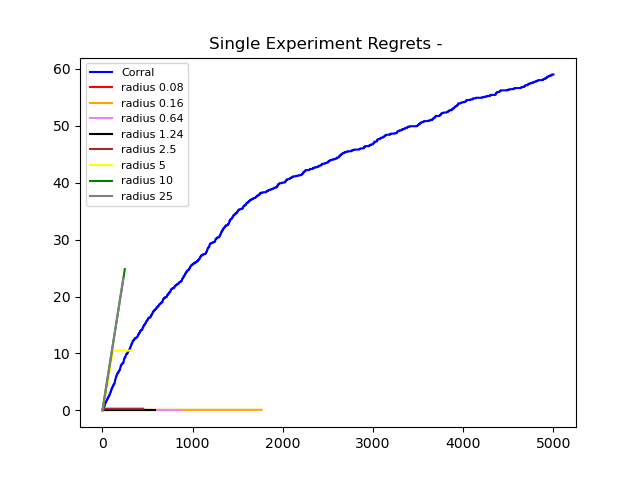 Single Experiment Regrets -
Corral
radius 0.08
radius 0.16
radius 0.64
radius 1.24
radius 2.5
radius 5
radius 10
radius 25
60
50
40
30
20
10
0
0 1000 2000 3000 4000 5000